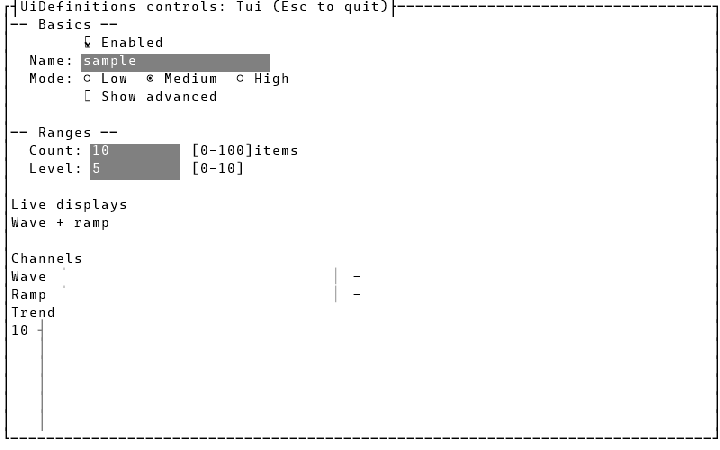 UiDefinitions controls: Tui (Esc to quit)
-- Basics --
Enabled
Name: sample
Mode: Low Medium High
Show advanced
-- Ranges --
Count: 10 [0-100]items
Level: 5 [0-10]
Live displays
Wave + ramp
Channels
Wave -
Ramp -
Trend
10